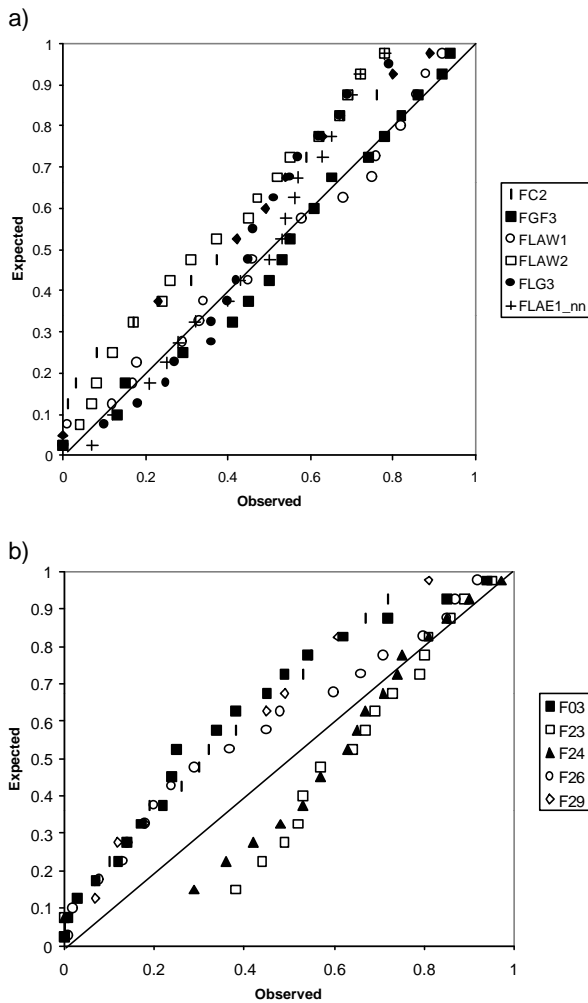 a)
1
0.9
0.8
0.7
0.6
0.5
0.4
0.3
0.2
0.1
0
Expected
0 0.2 0.4 0.6 0.8 1
Observed
FC2
FGF3
FLAW1
FLAW2
FLG3
FLAE1_nn
b)
1
0.9
0.8
0.7
0.6
0.5
0.4
0.3
0.2
0.1
0
Expected
0 0.2 0.4 0.6 0.8 1
Observed
F03
F23
F24
F26
F29